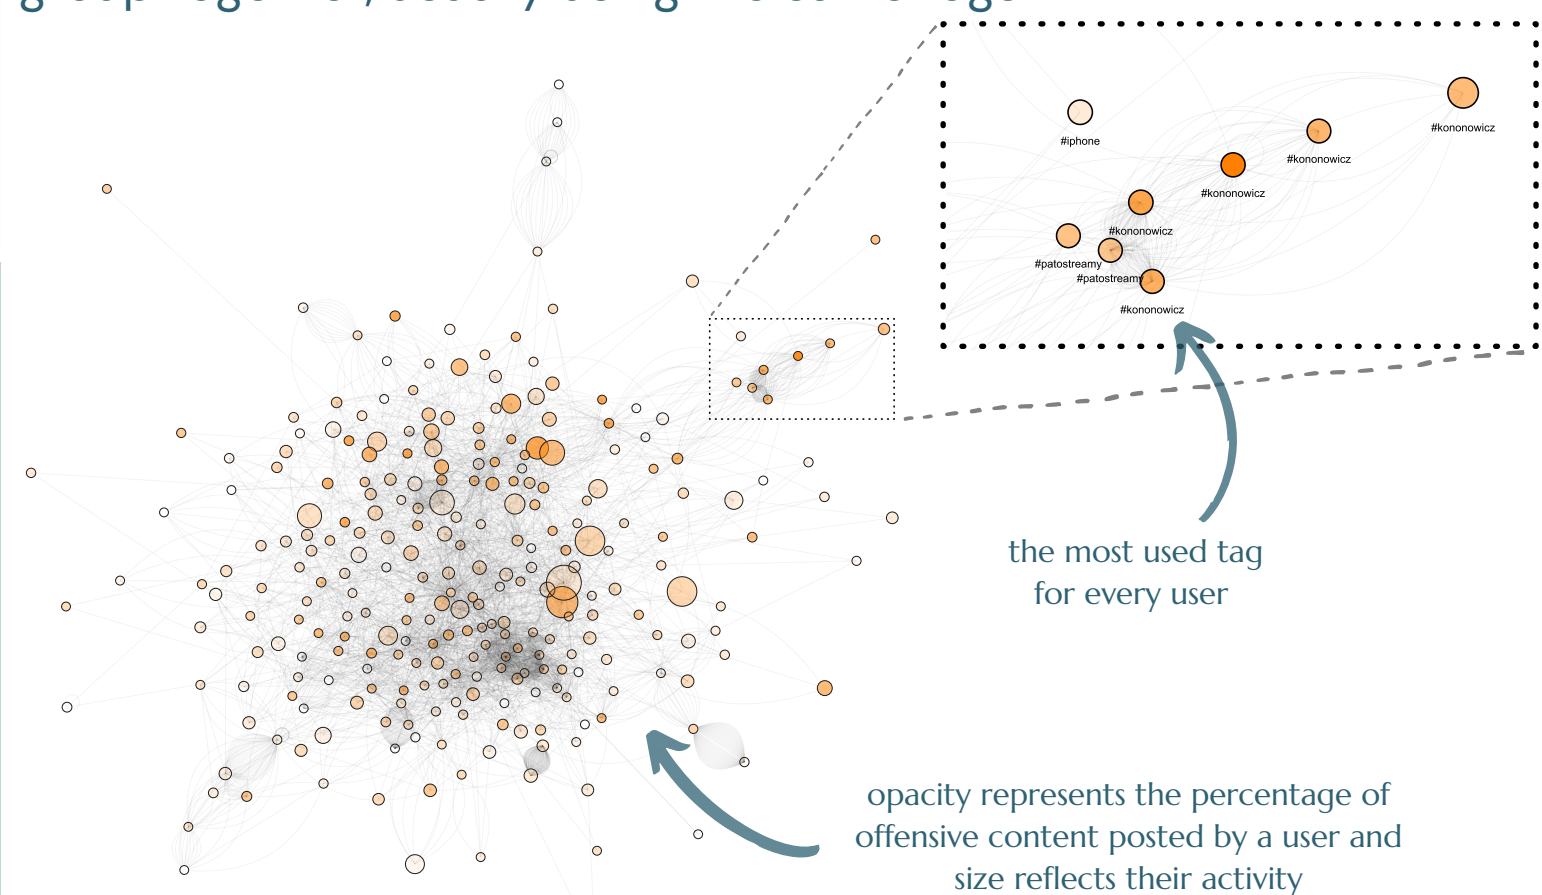 #iphone
#kononowicz
#kononowicz
#kononowicz
#kononowicz
#patostreamy
#patostreamy
#kononowicz
the most used tag
for every user
opacity represents the percentage of
offensive content posted by a user and
size reflects their activity